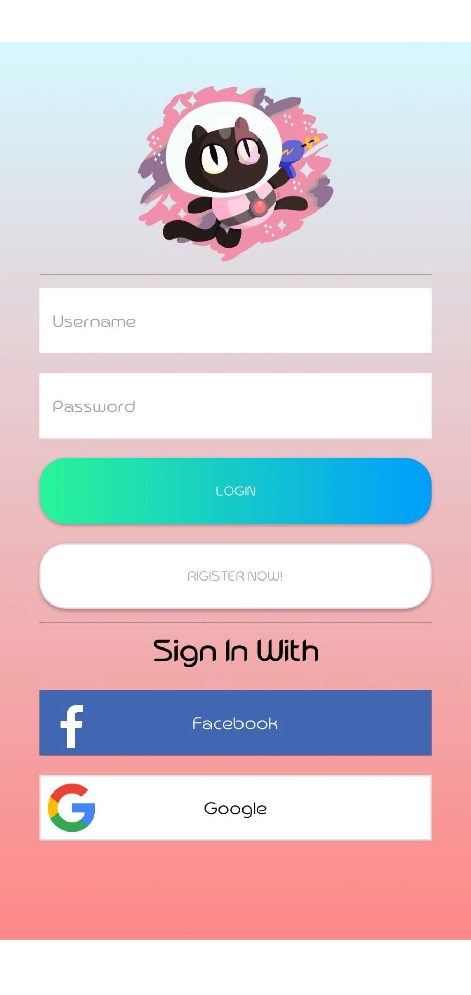 Username
Password
LOGIN
RIGISTER NOW!
Sign In With
Facebook
Google